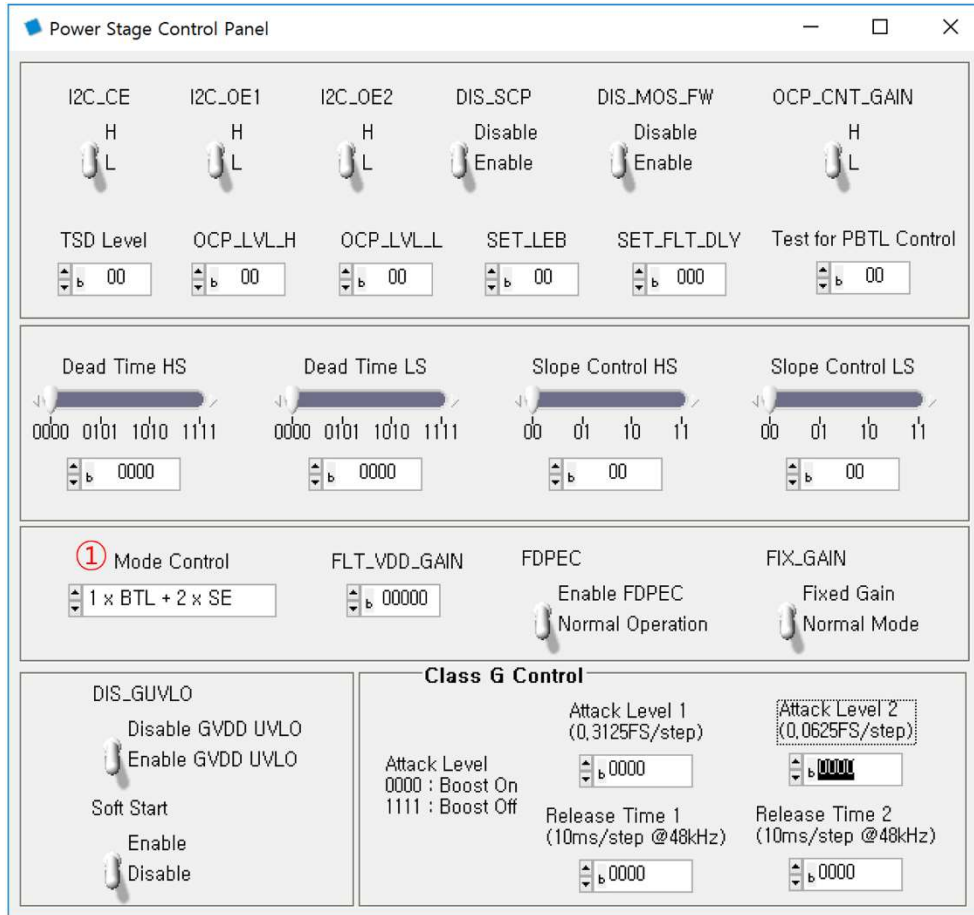 Power Stage Control Panel
I2C_CE I2C_OE1 I2C_OE2 DIS_SCP DIS_MOS_FW OCP_CNT_GAIN
H H H Disable Disable H
L L L Enable Enable L
TSD Level OCP_LVL_H OCP_LVL_L SET_LEB SET_FLT_DLY Test for PBTL Control
b 00 b 00 b 00 b 00 b 000 b 00
Dead Time HS Dead Time LS Slope Control HS Slope Control LS
0000 0101 1010 1111 0000 0101 1010 1111 00 01 10 11 00 01 10 11
b 0000 b 0000 b 00 b 00
① Mode Control FLT_VDD_GAIN FDPEC FIX_GAIN
1 x BTL + 2 x SE b 00000 Enable FDPEC Fixed Gain
Normal Operation Normal Mode
DIS_GUVLO
Disable GVDD UVLO
Enable GVDD UVLO
Soft Start
Enable
Disable
Class G Control
Attack Level
0000 : Boost On
1111 : Boost Off
Attack Level 1
(0,3125FS/step)
b 0000
Attack Level 2
(0,0625FS/step)
b 0000
Release Time 1
(10ms/step @48kHz)
b 0000
Release Time 2
(10ms/step @48kHz)
b 0000